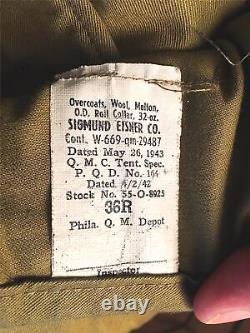 Overcoats, Wool, Melton,
O.D. Roll Collar, 32-oz.
SIGMUND EISNER CO.
Cont. W-669-qm-29487
Dated May 26, 1943
Q. M. C. Tent. Spec.
P. Q. D. No. 164
Dated 4/2/42
Stock No. 55-O-8925
36R
Phila. Q. M. Depot
Inspector